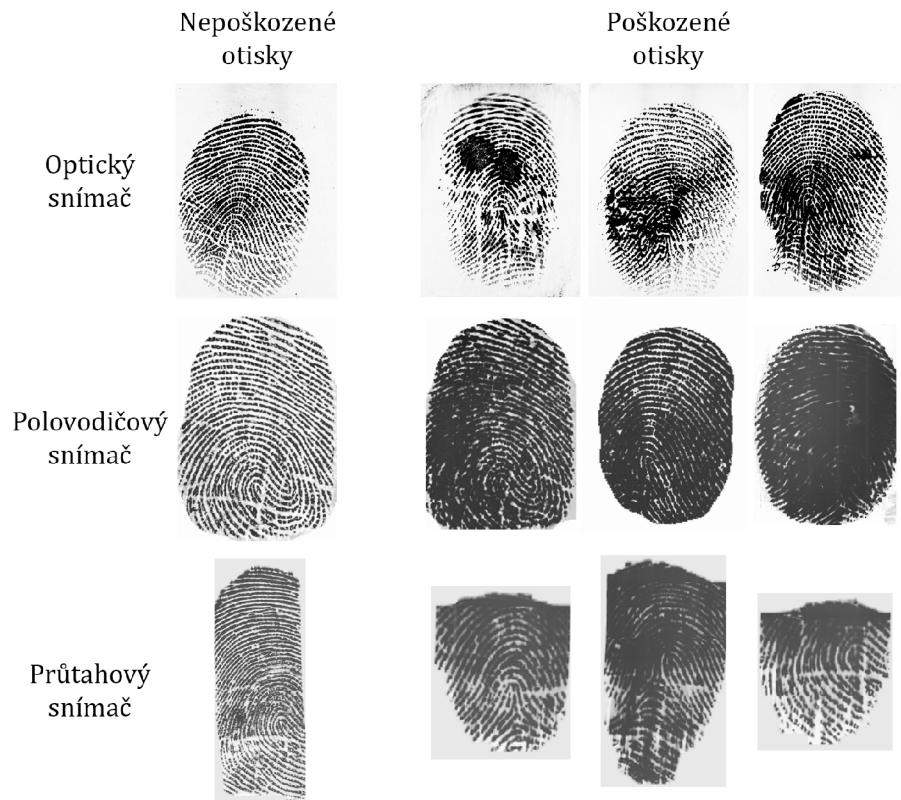 Nepoškozené
otisky
Poškozené
otisky
Optický
snímač
Polovodičový
snímač
Průtahový
snímač